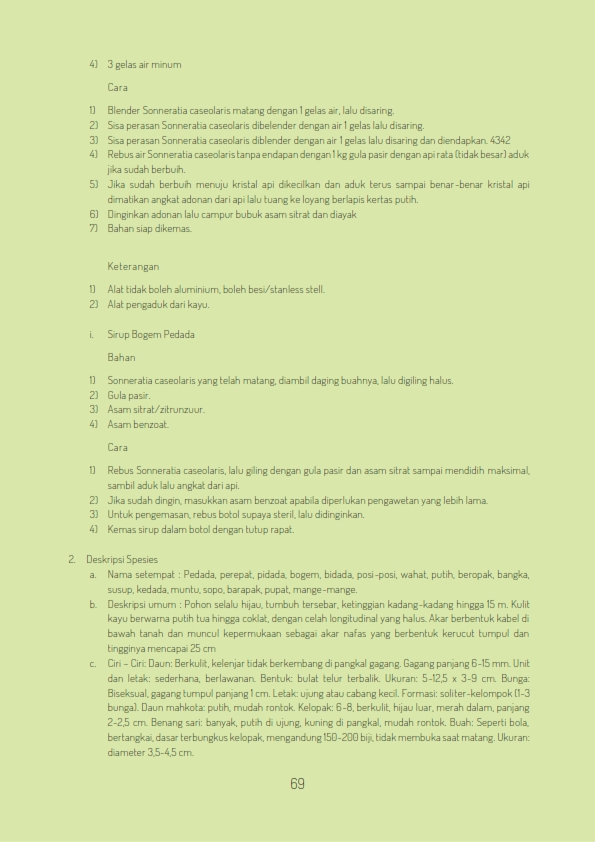 4) 3 gelas air minum
Cara
1) Blender Sonneratia caseolaris matang dengan 1 gelas air, lalu disaring.
2) Sisa perasan Sonneratia caseolaris dibelender dengan air 1 gelas lalu disaring.
3) Sisa perasan Sonneratia caseolaris diblender dengan air 1 gelas lalu disaring dan diendapkan. 4342
4) Rebus air Sonneratia caseolaris tanpa endapan dengan 1 kg gula pasir dengan api rata (tidak besar) aduk
jika sudah berbuih.
5) Jika sudah berbuih menuju kristal api dikecilkan dan aduk terus sampai benar-benar kristal api
dimatikan angkat adonan dari api lalu tuang ke loyang berlapis kertas putih.
6) Dinginkan adonan lalu campur bubuk asam sitrat dan diayak
7) Bahan siap dikemas.
Keterangan
1) Alat tidak boleh aluminium, boleh besi/stanless stell.
2) Alat pengaduk dari kayu.
i. Sirup Bogem Pedada
Bahan
1) Sonneratia caseolaris yang telah matang, diambil daging buahnya, lalu digiling halus.
2) Gula pasir.
3) Asam sitrat/zitrunzuur.
4) Asam benzoat.
Cara
1) Rebus Sonneratia caseolaris, lalu giling dengan gula pasir dan asam sitrat sampai mendidih maksimal,
sambil aduk lalu angkat dari api.
2) Jika sudah dingin, masukkan asam benzoat apabila diperlukan pengawetan yang lebih lama.
3) Untuk pengemasan, rebus botol supaya steril, lalu didinginkan.
4) Kemas sirup dalam botol dengan tutup rapat.
2. Deskripsi Spesies
a. Nama setempat : Pedada, perepat, pidada, bogem, bidada, posi-posi, wahat, putih, beropak, bangka,
susup, kedada, muntu, sopo, barapak, pupat, mange-mange.
b. Deskripsi umum : Pohon selalu hijau, tumbuh tersebar, ketinggian kadang-kadang hingga 15 m. Kulit
kayu berwarna putih tua hingga coklat, dengan celah longitudinal yang halus. Akar berbentuk kabel di
bawah tanah dan muncul kepermukaan sebagai akar nafas yang berbentuk kerucut tumpul dan
tingginya mencapai 25 cm
c. Ciri – Ciri: Daun: Berkulit, kelenjar tidak berkembang di pangkal gagang. Gagang panjang 6-15 mm. Unit
dan letak: sederhana, berlawanan. Bentuk: bulat telur terbalik. Ukuran: 5-12,5 x 3-9 cm. Bunga:
Biseksual, gagang tumpul panjang 1 cm. Letak: ujung atau cabang kecil. Formasi: soliter-kelompok (1-3
bunga). Daun mahkota: putih, mudah rontok. Kelopak: 6-8, berkulit, hijau luar, merah dalam, panjang
2-2,5 cm. Benang sari: banyak, putih di ujung, kuning di pangkal, mudah rontok. Buah: Seperti bola,
bertangkai, dasar terbungkus kelopak, mengandung 150-200 biji, tidak membuka saat matang. Ukuran:
diameter 3,5-4,5 cm.
69